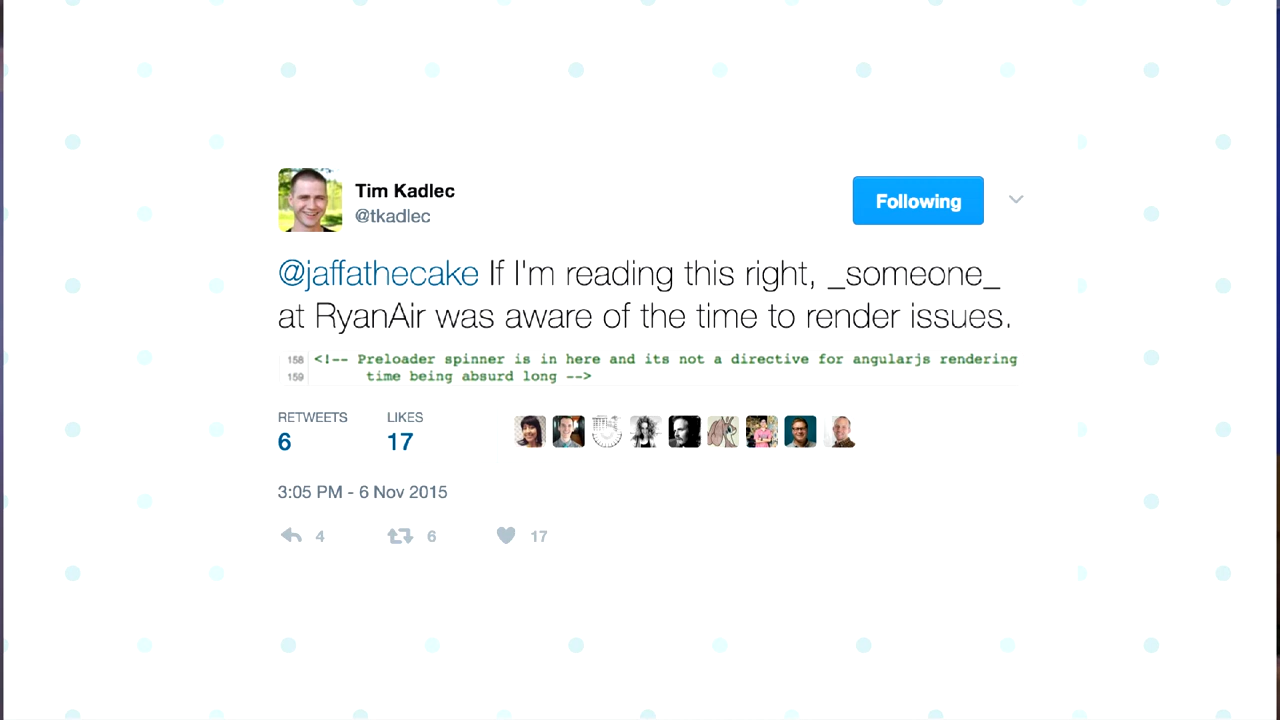 Tim Kadlec
@tkadlec
Following
@jaffathecake If I'm reading this right, _someone_
at RyanAir was aware of the time to render issues.
158 <!-- Preloader spinner is in here and its not a directive for angularjs rendering
159 time being absurd long -->
RETWEETS LIKES
6 17
3:05 PM - 6 Nov 2015
4 6 17